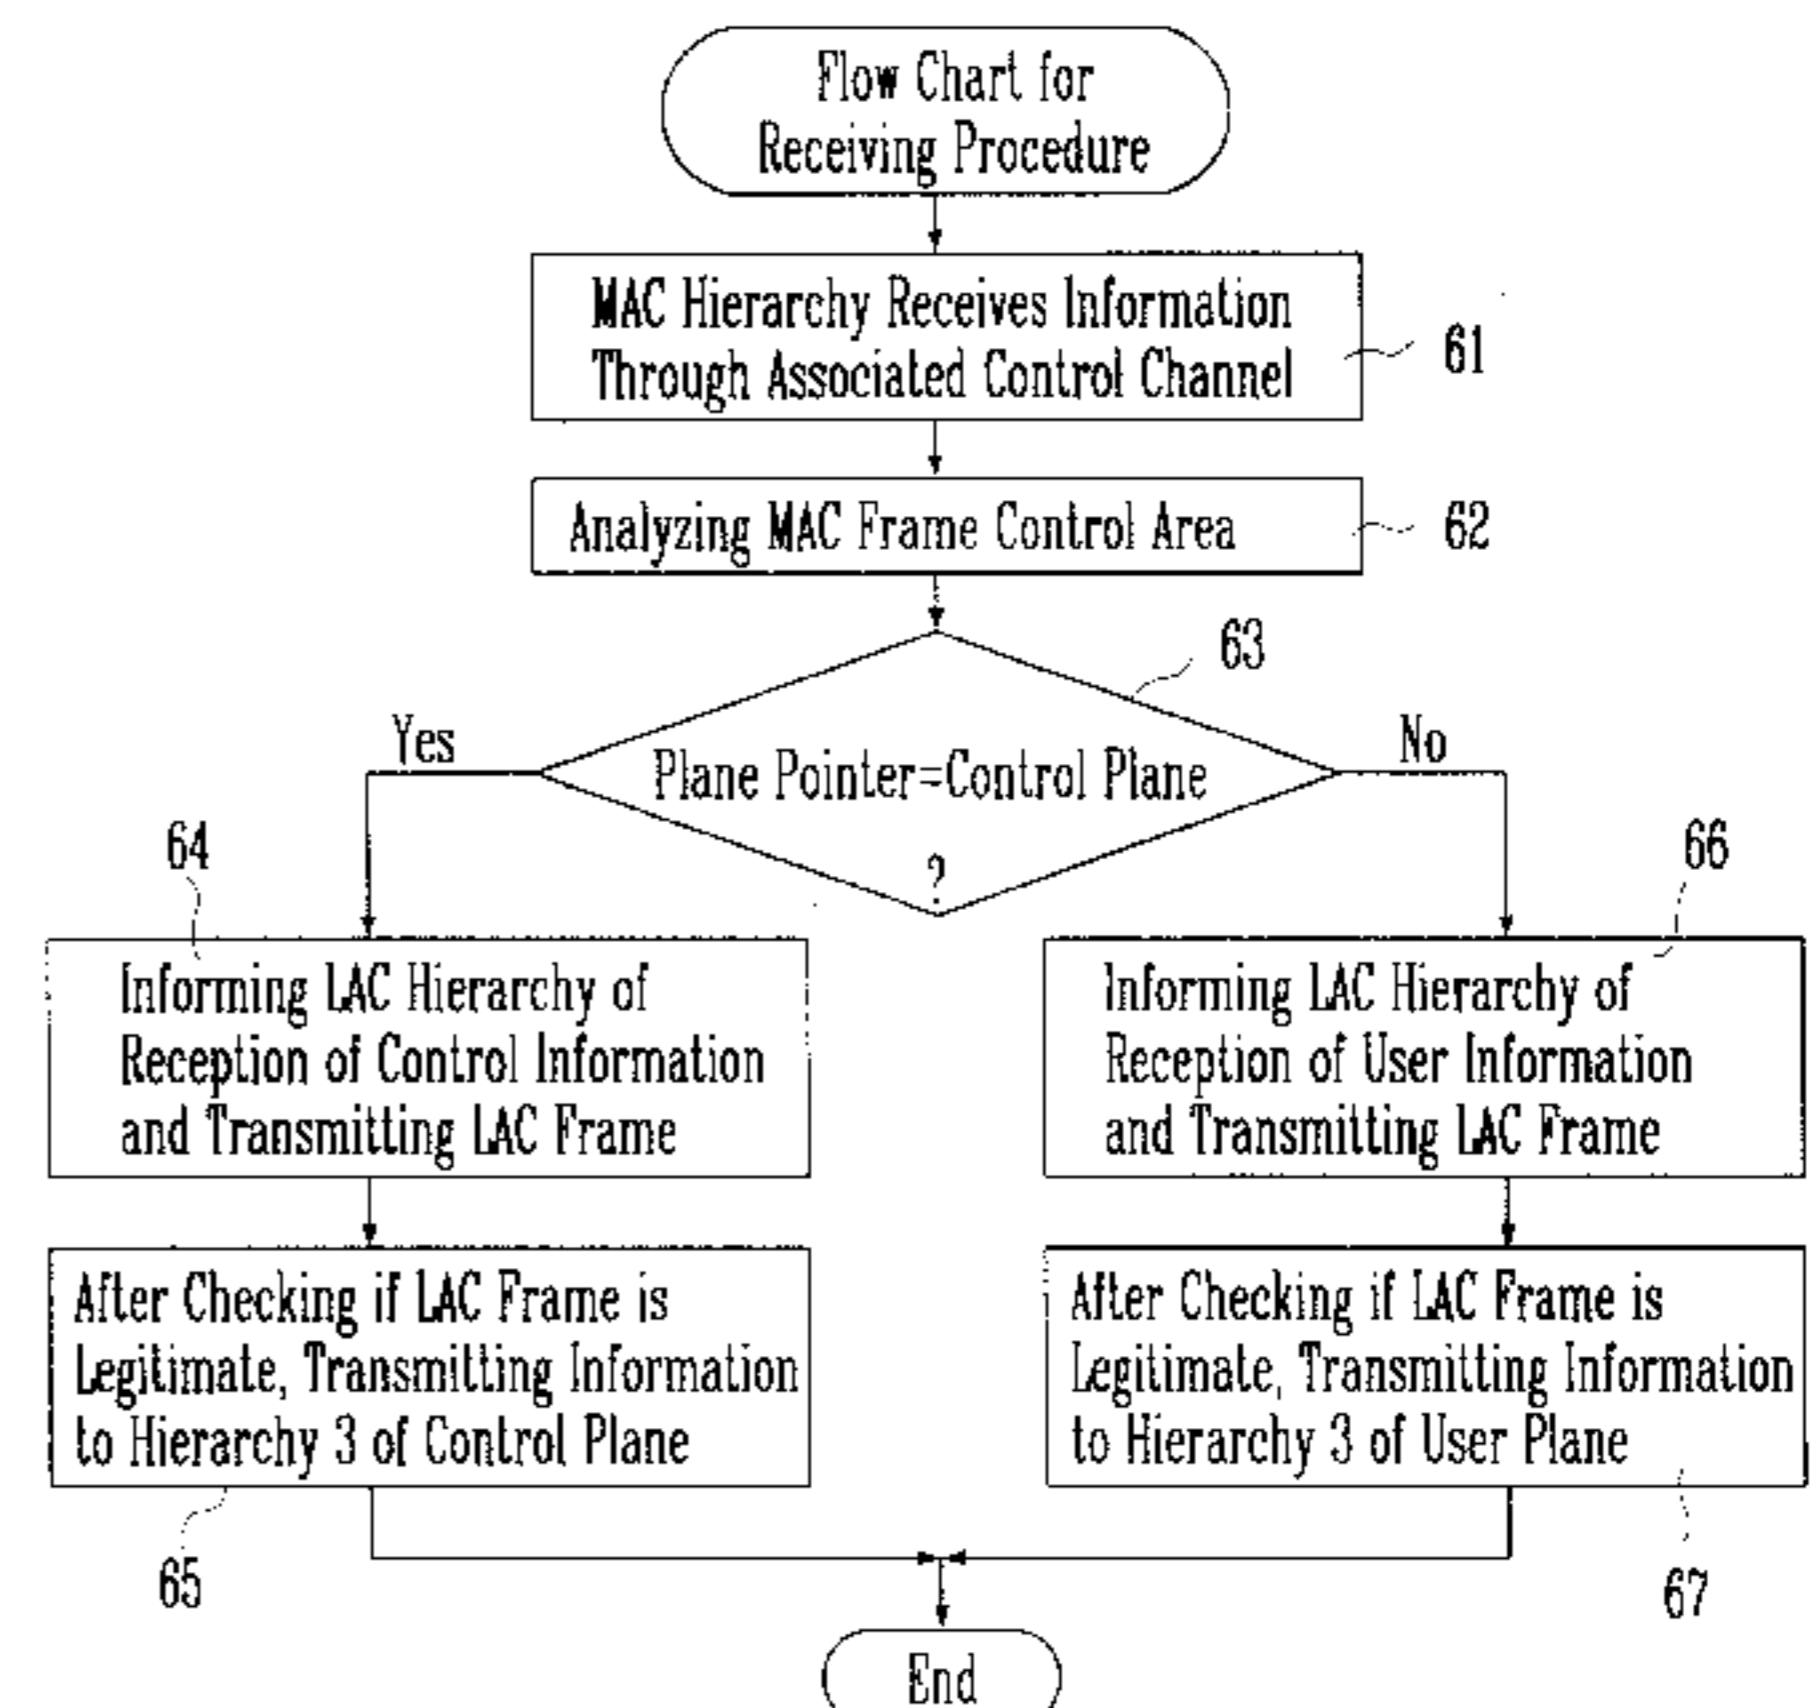 Flow Chart for
Receiving Procedure
MAC Hierarchy Receives Information
Through Associated Control Channel
61
Analyzing MAC Frame Control Area
62
63
Yes
Plane Pointer=Control Plane
?
No
64
Informing LAC Hierarchy of
Reception of Control Information
and Transmitting LAC Frame
66
Informing LAC Hierarchy of
Reception of User Information
and Transmitting LAC Frame
After Checking if LAC Frame is
Legitimate, Transmitting Information
to Hierarchy 3 of Control Plane
65
After Checking if LAC Frame is
Legitimate, Transmitting Information
to Hierarchy 3 of User Plane
67
End